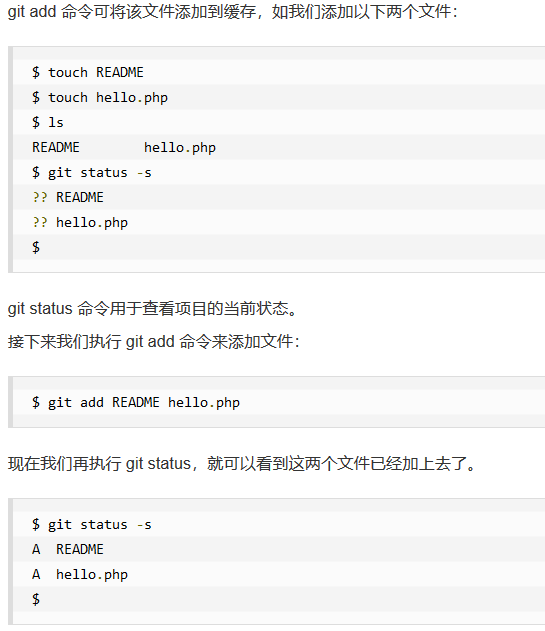 git add 命令可将该文件添加到缓存，如我们添加以下两个文件：
$ touch README
$ touch hello.php
$ ls
README        hello.php
$ git status -s
?? README
?? hello.php
$
git status 命令用于查看项目的当前状态。
接下来我们执行 git add 命令来添加文件：
$ git add README hello.php
现在我们再执行 git status，就可以看到这两个文件已经加上去了。
$ git status -s
A  README
A  hello.php
$